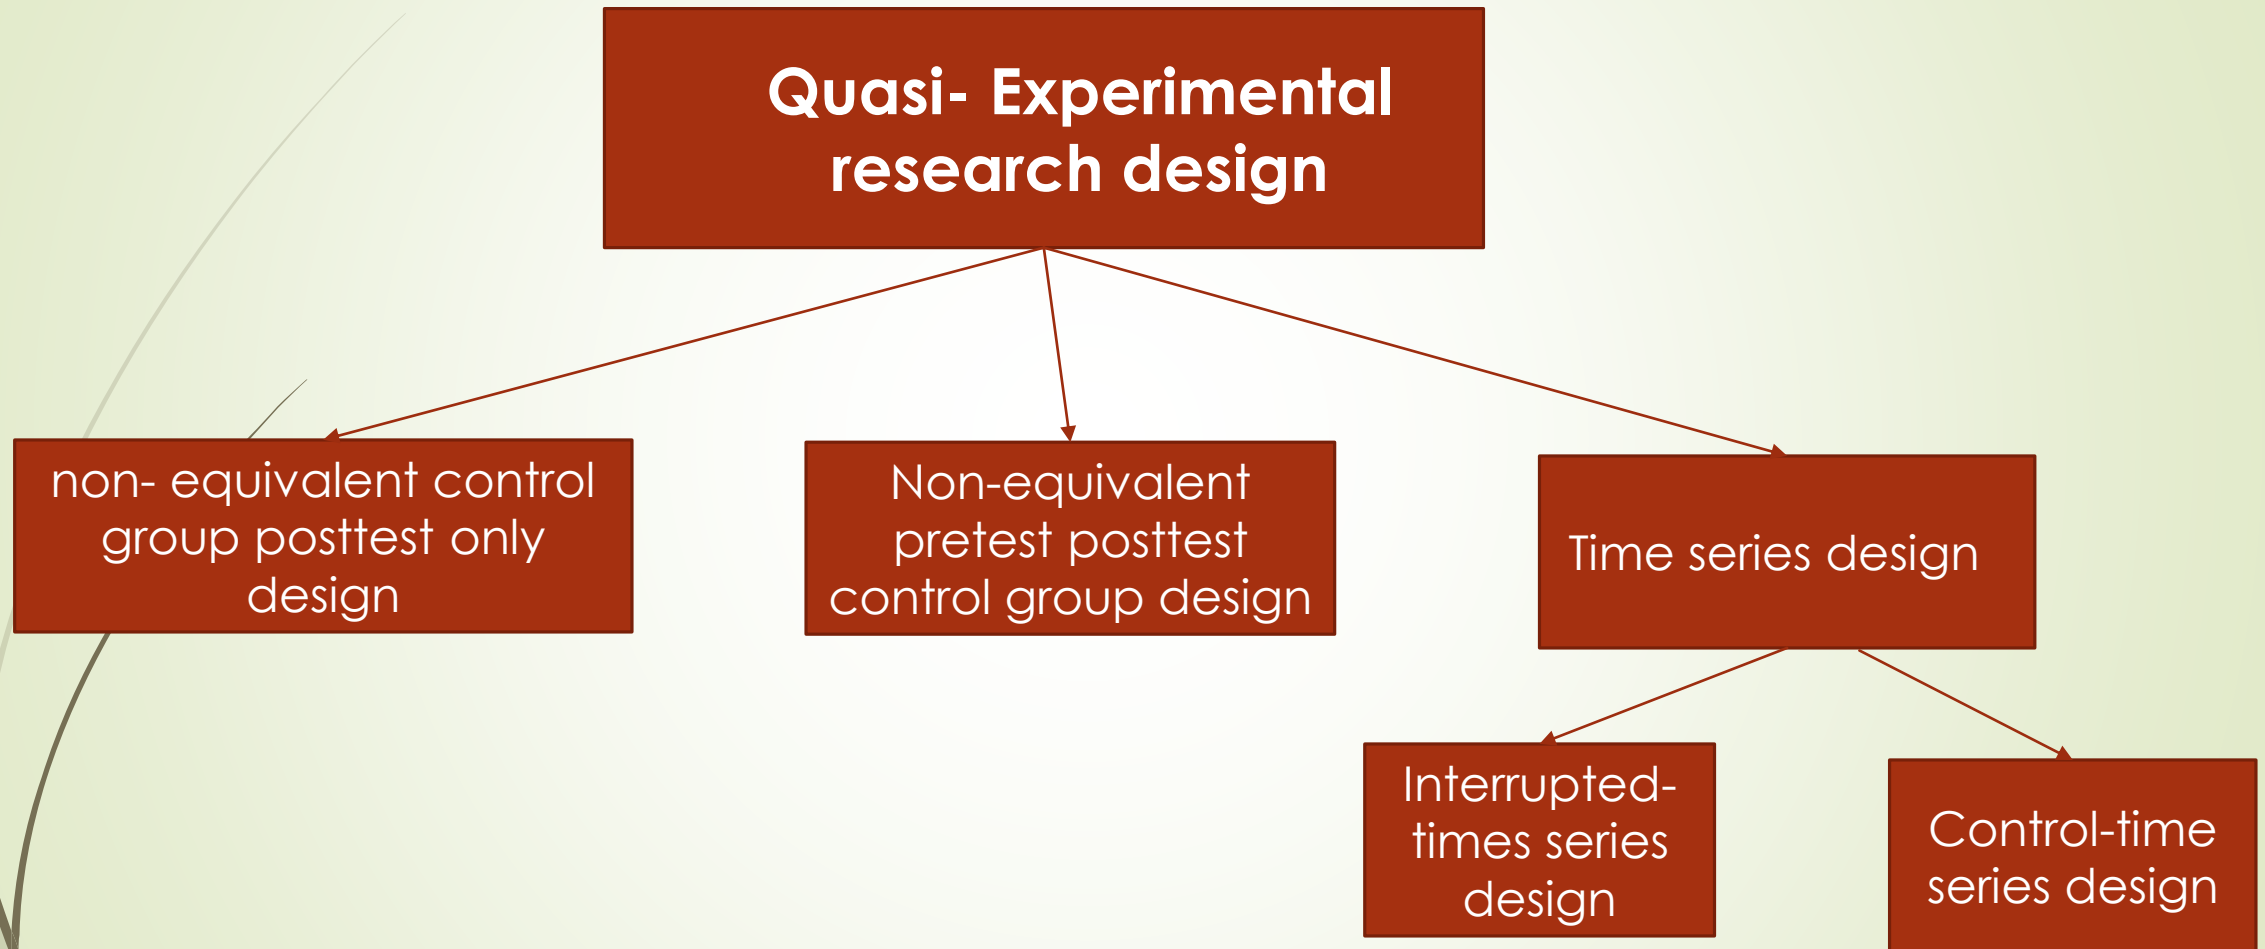 Quasi- Experimental
research design
non- equivalent control
group posttest only
design
Non-equivalent
pretest posttest
control group design
Time series design
Interrupted-
times series
design
Control-time
series design